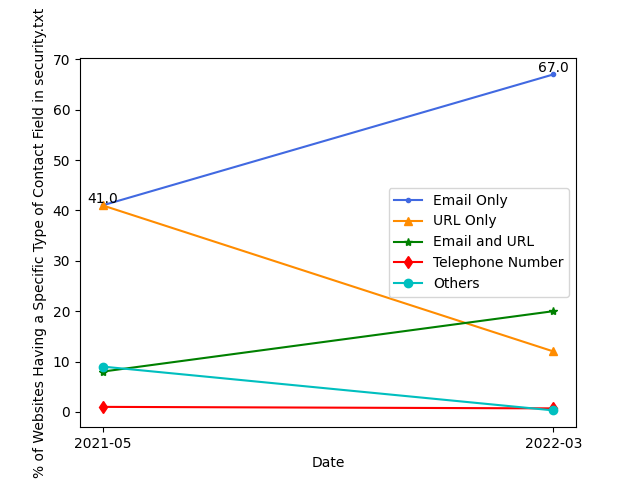 % of Websites Having a Specific Type of Contact Field in security.txt
70
60
50
40
30
20
10
0
67.0
41.0
Email Only
URL Only
Email and URL
Telephone Number
Others
2021-05
2022-03
Date